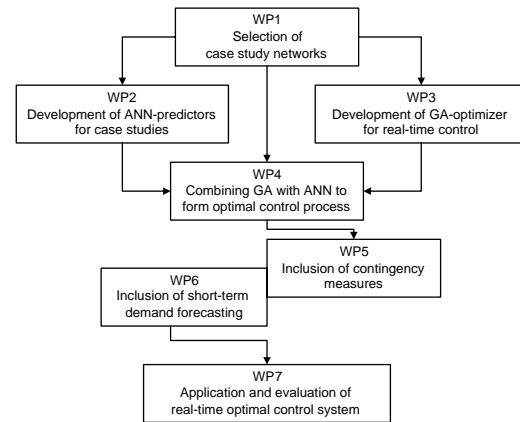 WP1
Selection of
case study networks
WP2
Development of ANN-predictors
for case studies
WP3
Development of GA-optimizer
for real-time control
WP4
Combining GA with ANN to
form optimal control process
WP5
Inclusion of contingency
measures
WP6
Inclusion of short-term
demand forecasting
WP7
Application and evaluation of
real-time optimal control system